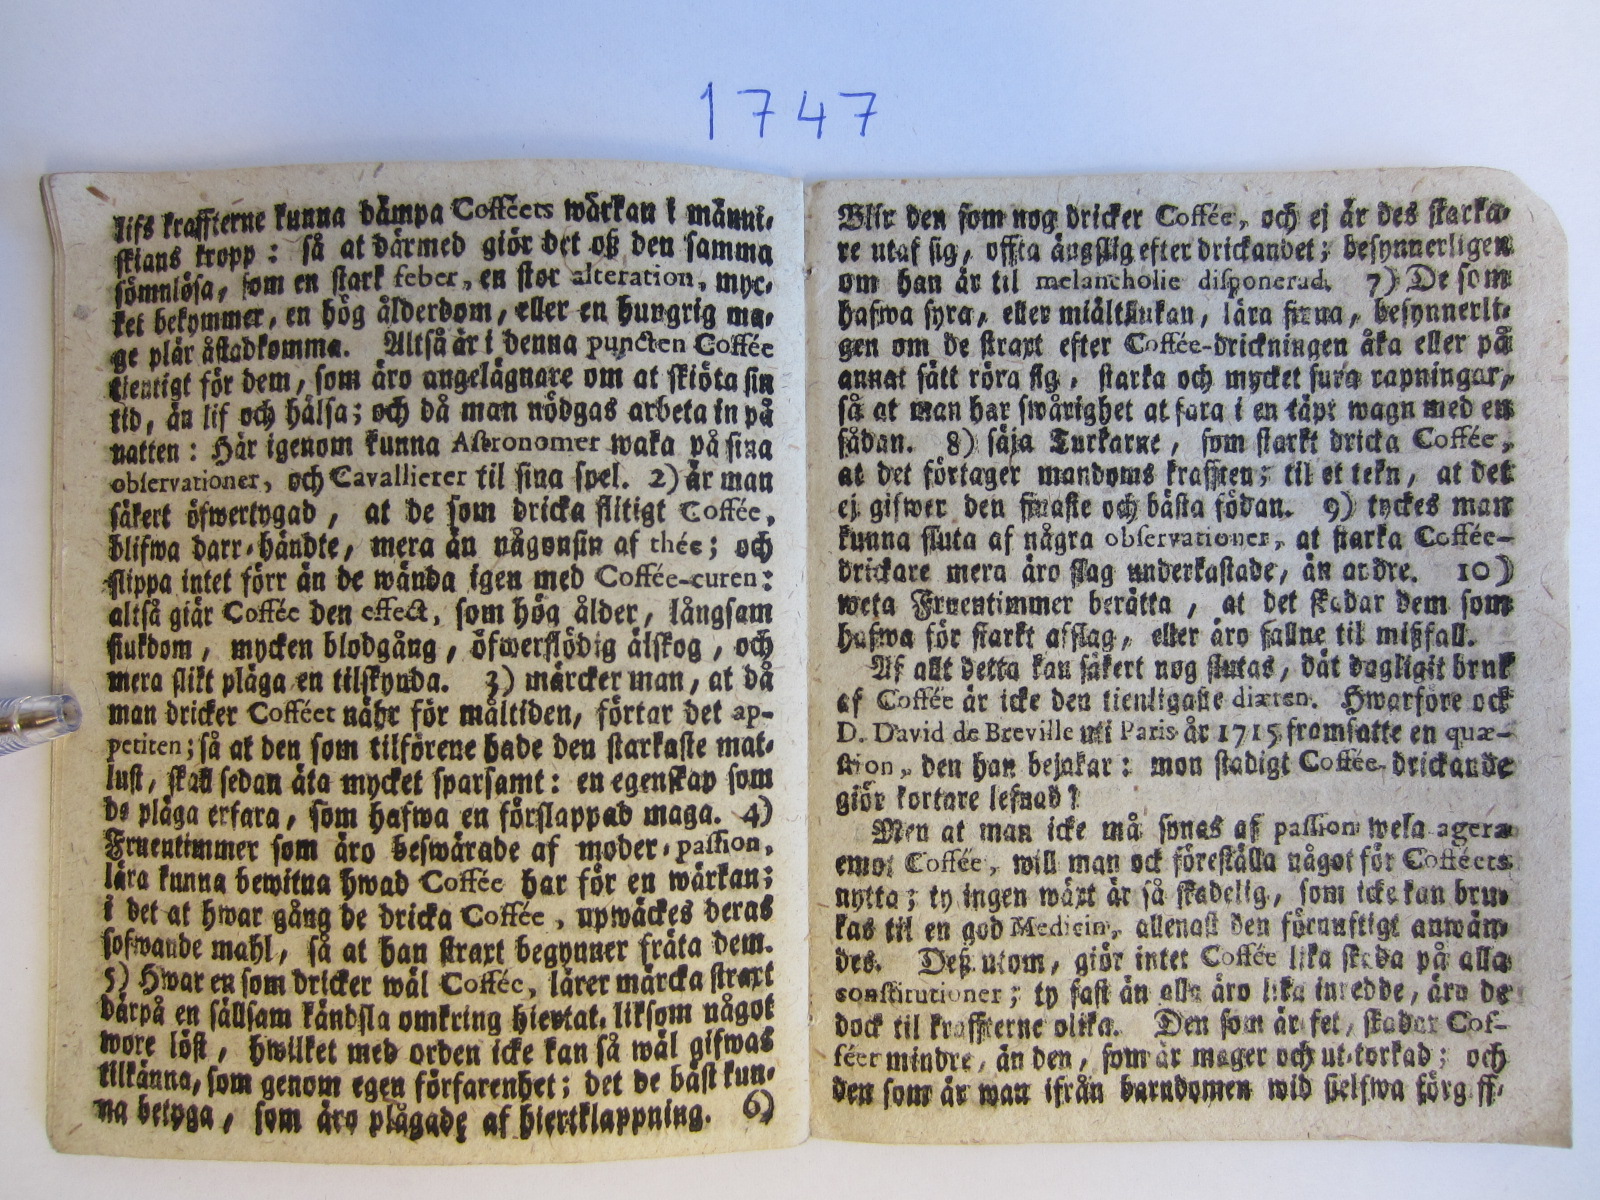 1747
lifs kraffterne kunna dämpa Cofféets wärkan i männi-
skians kropp: så at därmed giör det oß den samma
sömnlösa, som en stark feber, en stor alteration, myc-
ket bekymmer, en hög ålderdom, eller en hungrig ma-
ge plär åstadkomma. Altså är i denna puncten Coffée
tientigt för dem, som äro angelägnare om at skiöta sin
tid, än lif och hälsa; och då man nödgas arbeta in på
natten: Här igenom kunna Astronomer waka på sina
observationer, och Cavallierer til sina spel. 2) är man
säkert öfwertygad, at de som dricka flitigt Coffée,
blifwa darr-händte, mera än någonsin af thée; och
slippa intet förr än de wända igen med Coffée-curen:
altså giär Coffée den effect, som hög ålder, långsam
siukdom, mycken blodgång, öfwerflödig älskog, och
mera slikt pläga en tilskynda. 3) märcker man, at då
man dricker Cofféet nähr för måltiden, förtar det ap-
petiten; så at den som tilförene hade den starkaste mat-
lust, skall sedan äta mycket sparsamt: en egenskap som
de pläga erfara, som hafwa en förslappad maga. 4)
Fruentimmer som äro beswärade af moder-passion,
lära kunna bewitna hwad Coffée har för en wärkan;
i det at hwar gång de dricka Coffée, upwäckes deras
sofwande mahl, så at han straxt begynner fräta dem.
5) Hwar en som dricker wäl Coffée, lärer märcka straxt
därpå en sällsam kändsla omkring hiertat, liksom något
wore löst, hwilket med orden icke kan så wäl gifwas
tilkänna, som genom egen förfarenhet; det de bäst kun-
na betyga, som äro plågade af hiertklappning. 6)
Blir den som nog dricker Coffée, och ej är des starka-
re utaf sig, offta ängslig efter drickandet; besynnerligen
om han är til melancholie disponerad. 7) De som
hafwa syra, eller miältsiukan, lära finna, besynnerli-
gen om de straxt efter Coffée-drickningen åka eller på
annat sätt röra sig, starka och mycket sura rapningar,
så at man har swårighet at fara i en täpt wagn med en
sådan. 8) säja Turkarne, som starkt dricka Coffée,
at det förtager mandoms krafften; til et tekn, at det
ej gifwer den finaste och bästa födan. 9) tyckes man
kunna sluta af några observationer, at starka Coffée-
drickare mera äro slag underkastade, än andre. 10)
weta Fruentimmer berätta, at det skadar dem som
hafwa för starkt afslag, eller äro fallne til mißfall.
Af allt detta kan säkert nog slutas, dät dagligit bruk
af Coffée är icke den tienligaste diæten. Hwarföre ock
D. David de Breville uti Paris år 1715 framsatte en quæ-
stion, den han bejakar: mon stadigt Coffée drickande
giör kortare lefnad?
Men at man icke må synas af passion wela agera
emot Coffée, will man ock föreställa något för Cofféets
nytta; ty ingen wäxt är så skadelig, som icke kan bru-
kas til en god Medicin, allenast den förnuftigt anwän-
des. Deß utom, giör intet Coffée lika skada på alla
constitutioner; ty fast än alla äro lika inredde, äro de
dock til kraffterne olika. Den som är fet, skadar Cof-
féer mindre, än den, som är mager och ut-torkad; och
den som är wan ifrån barndomen wid sielfwa förgiff-